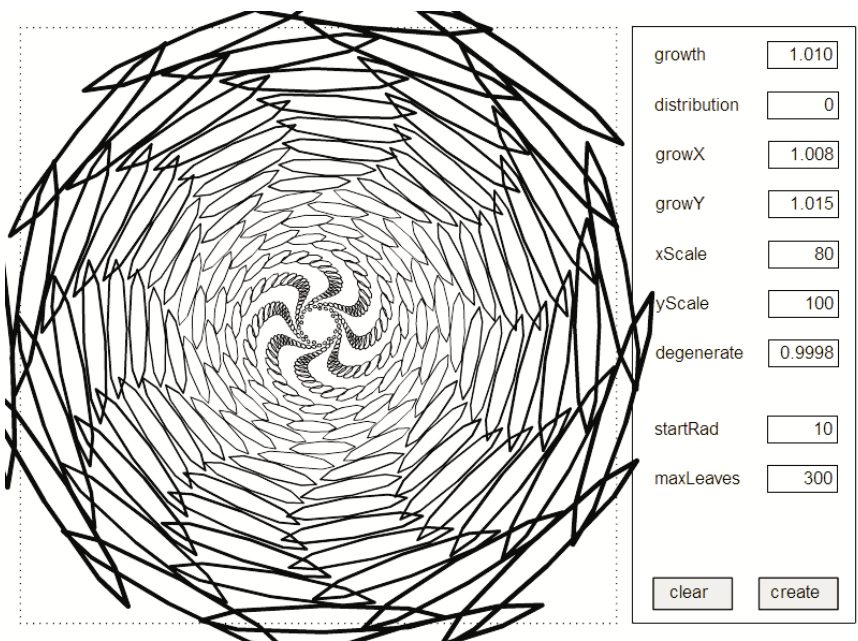 growth 1.010
distribution 0
growX 1.008
growY 1.015
xScale 80
yScale 100
degenerate 0.9998
startRad 10
maxLeaves 300
clear create